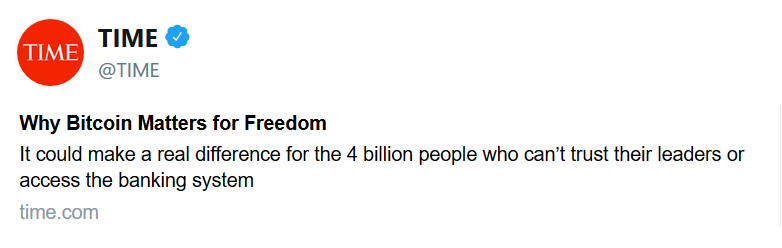 TIME
TIME
@TIME
Why Bitcoin Matters for Freedom
It could make a real difference for the 4 billion people who can’t trust their leaders or
access the banking system
time.com